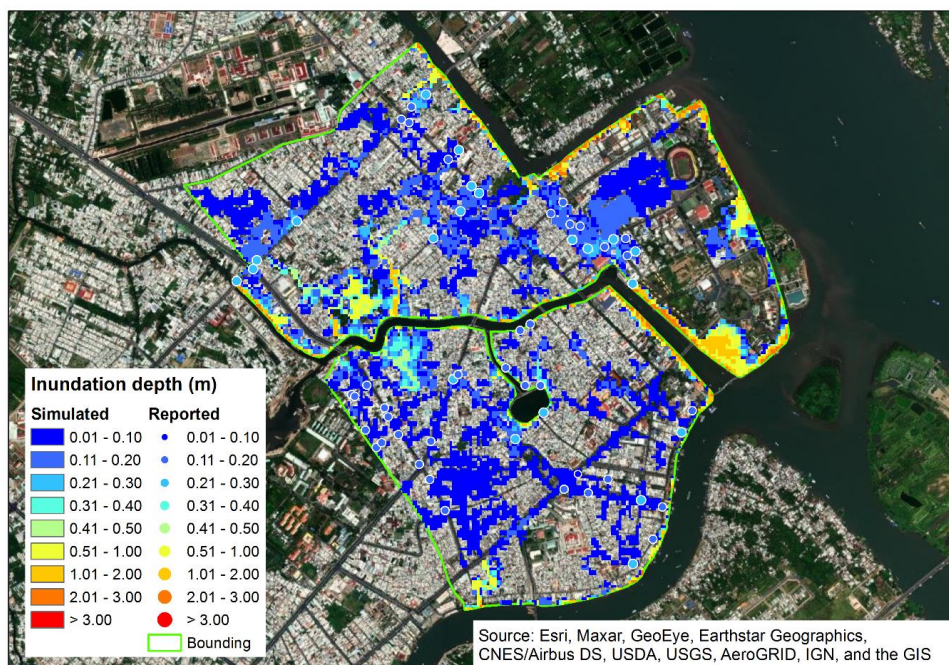 Inundation depth (m)
Simulated Reported
0.01 - 0.10 0.01 - 0.10
0.11 - 0.20 0.11 - 0.20
0.21 - 0.30 0.21 - 0.30
0.31 - 0.40 0.31 - 0.40
0.41 - 0.50 0.41 - 0.50
0.51 - 1.00 0.51 - 1.00
1.01 - 2.00 1.01 - 2.00
2.01 - 3.00 2.01 - 3.00
> 3.00 > 3.00
Bounding
Source: Esri, Maxar, GeoEye, Earthstar Geographics,
CNES/Airbus DS, USDA, USGS, AeroGRID, IGN, and the GIS